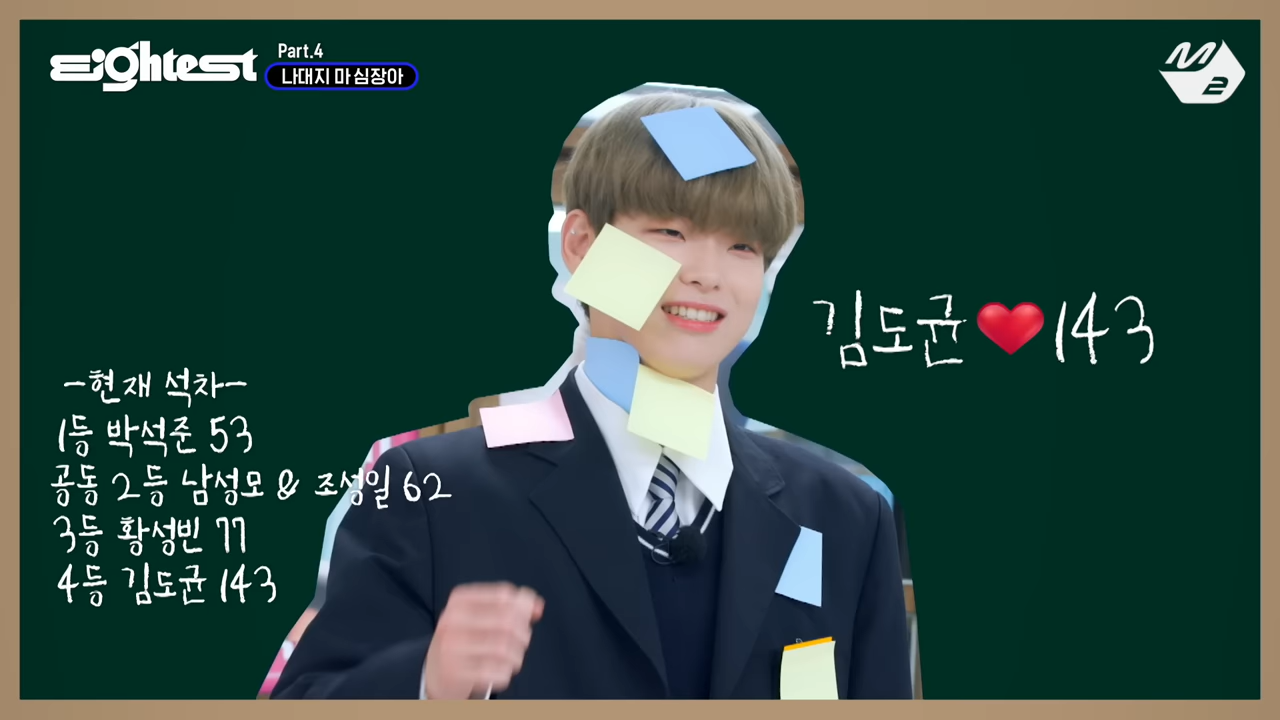 Eightest
Part.4
나대지 마 심장아
M2
김도균❤143
-현재 석차-
1등 박석준 53
공동 2등 남성모 & 조성일 62
3등 황성빈 77
4등 김도균 143